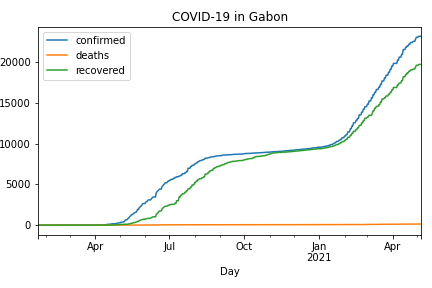 COVID-19 in Gabon
confirmed
deaths
recovered
20000
15000
10000
5000
0
Apr Jul Oct Jan Apr
2021
Day